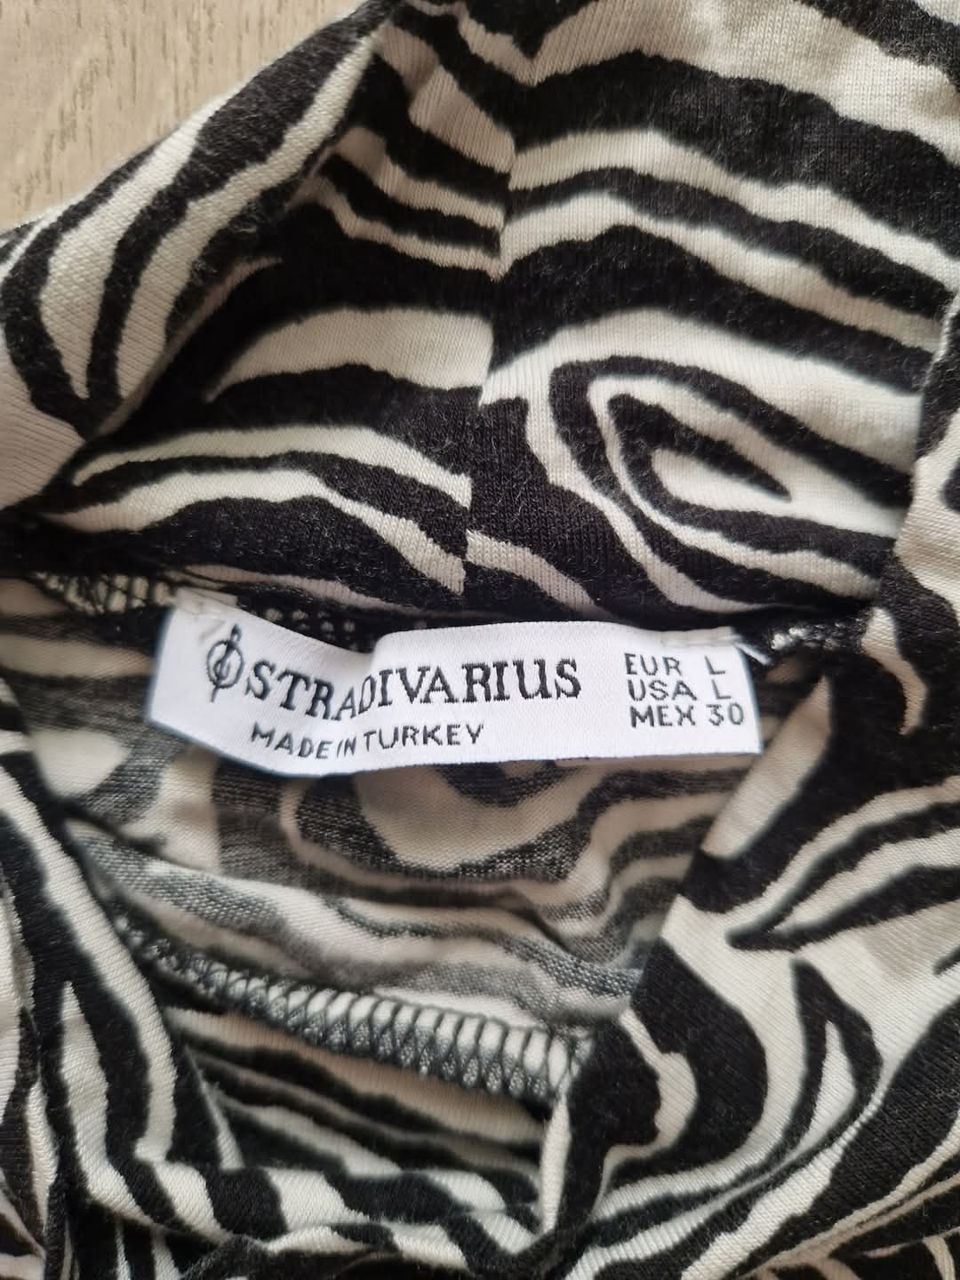 STRADIVARIUS
MADE IN TURKEY
EUR L
USA L
MEX 30